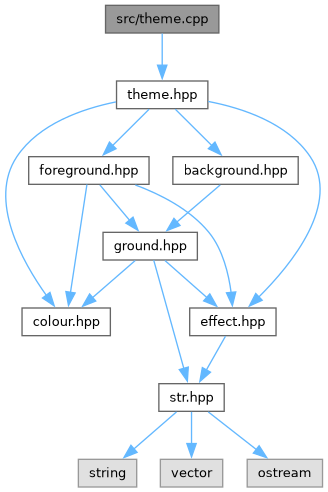 src/theme.cpp
theme.hpp
foreground.hpp
background.hpp
ground.hpp
colour.hpp
effect.hpp
str.hpp
string
vector
ostream